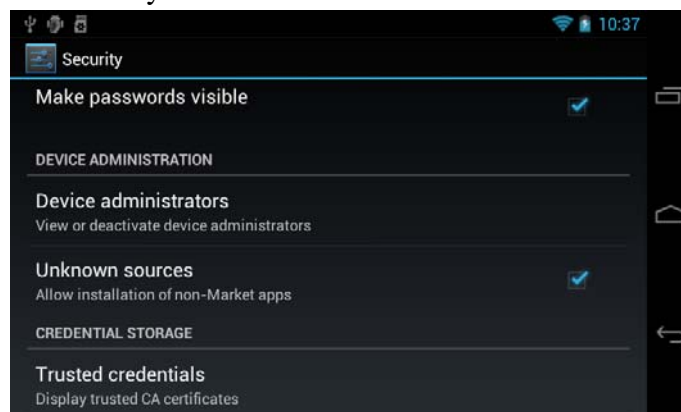 10:37
Security
Make passwords visible
DEVICE ADMINISTRATION
Device administrators
View or deactivate device administrators
Unknown sources
Allow installation of non-Market apps
CREDENTIAL STORAGE
Trusted credentials
Display trusted CA certificates